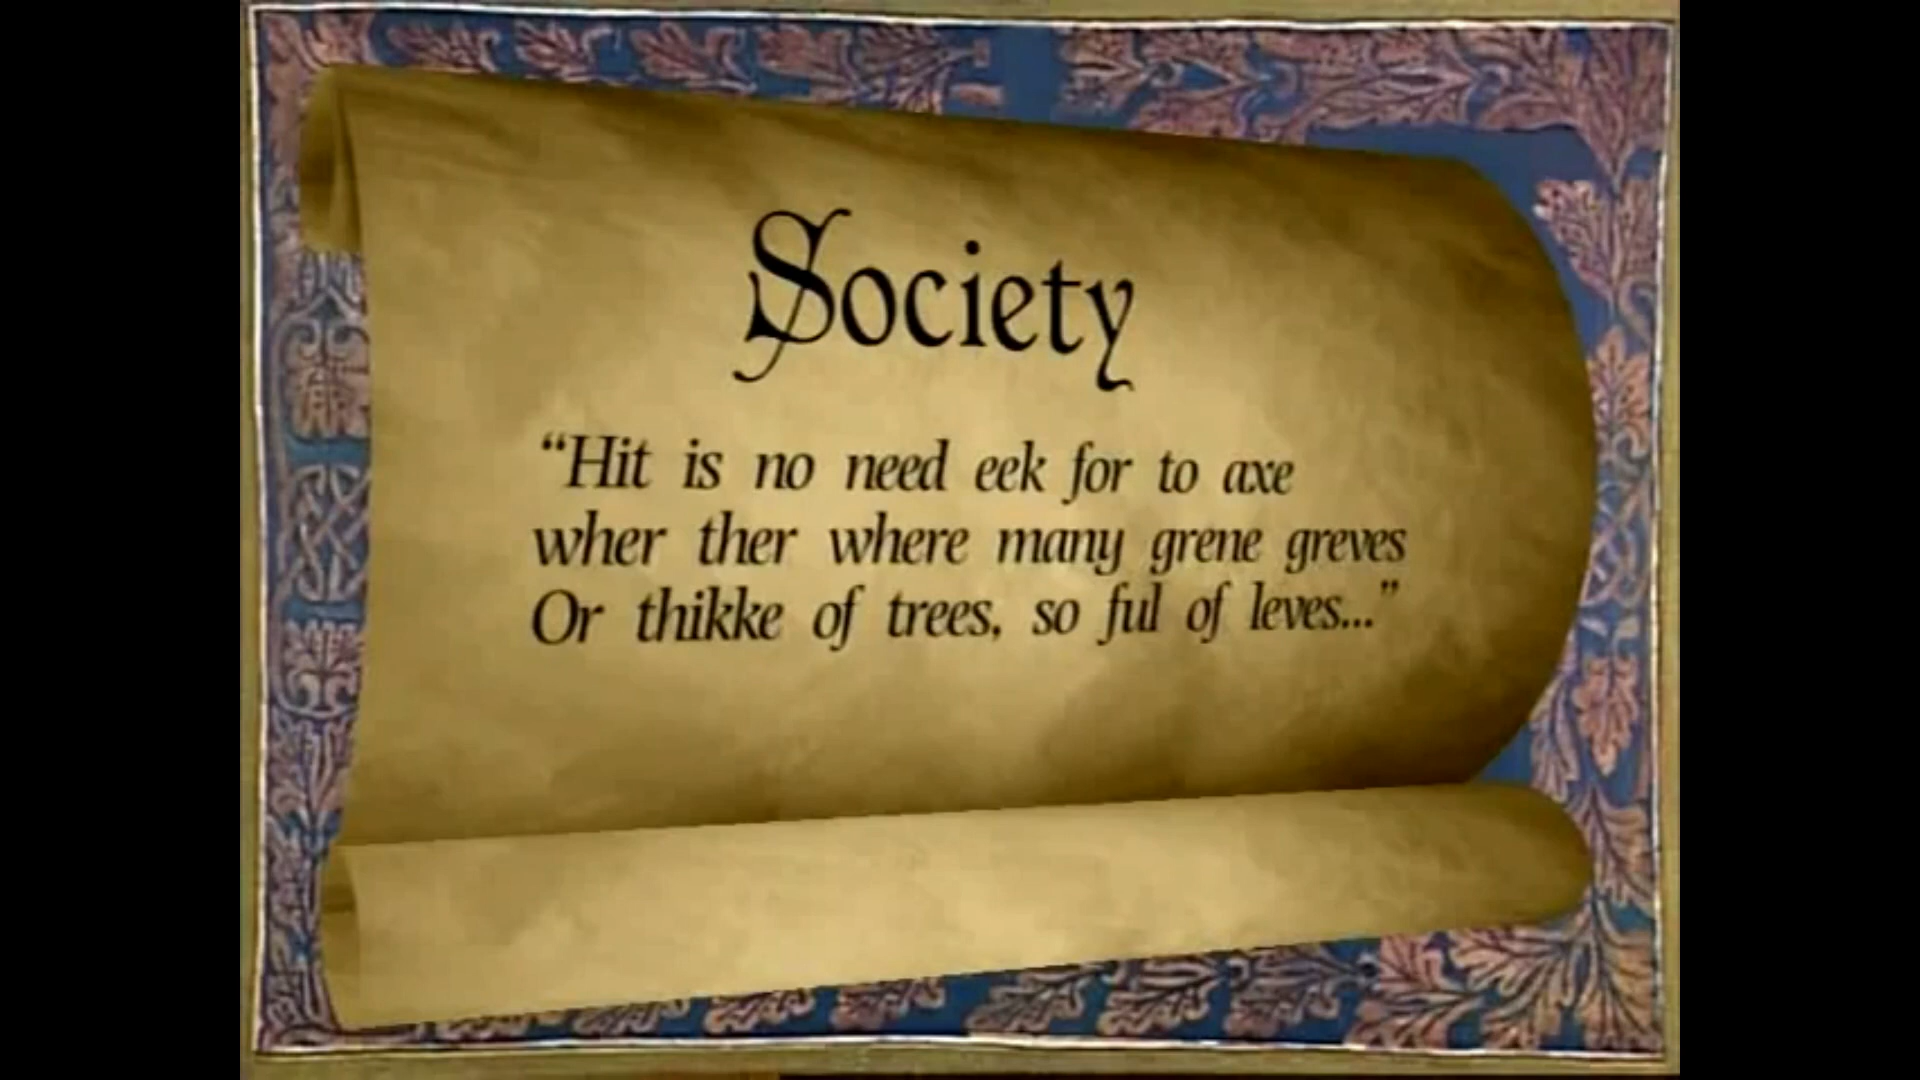 Society
“Hit is no need eek for to axe
wher ther where many grene greves
Or thikke of trees, so ful of leves...”